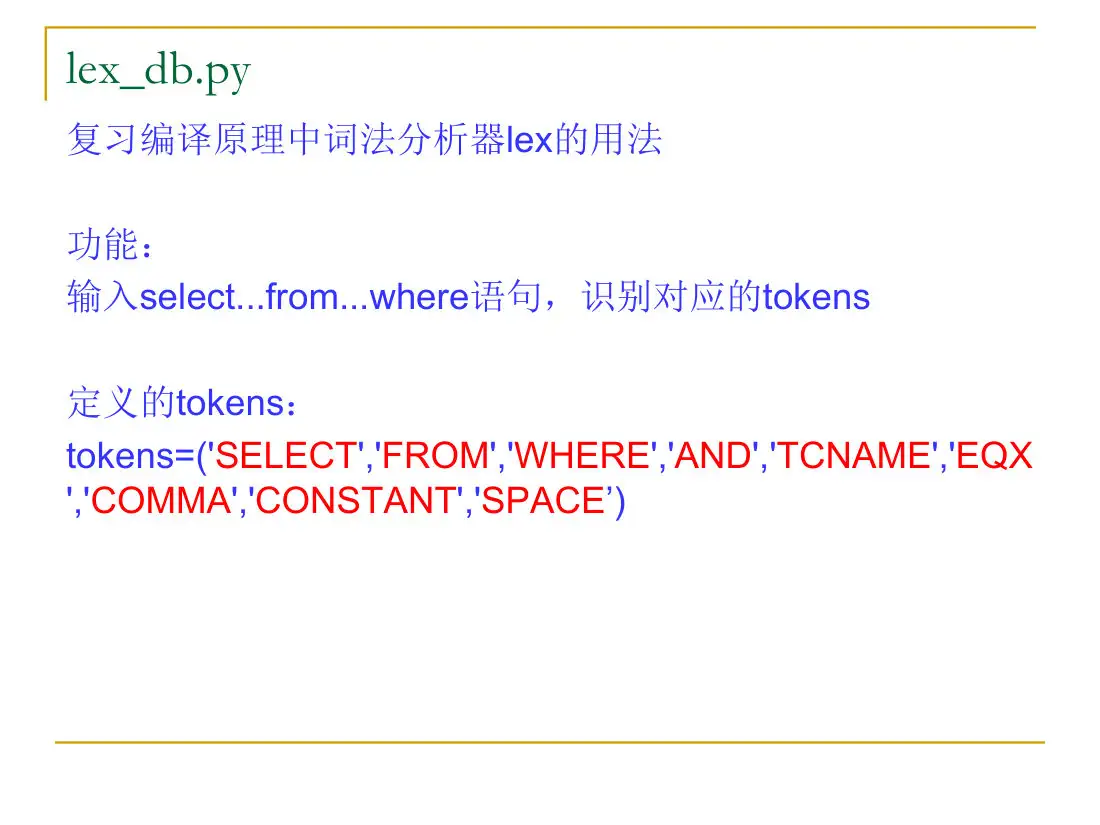 lex_db.py
复习编译原理中词法分析器lex的用法
功能：
输入select...from...where语句，识别对应的tokens
定义的tokens：
tokens=('SELECT','FROM','WHERE','AND','TCNAME','EQX
','COMMA','CONSTANT','SPACE’)